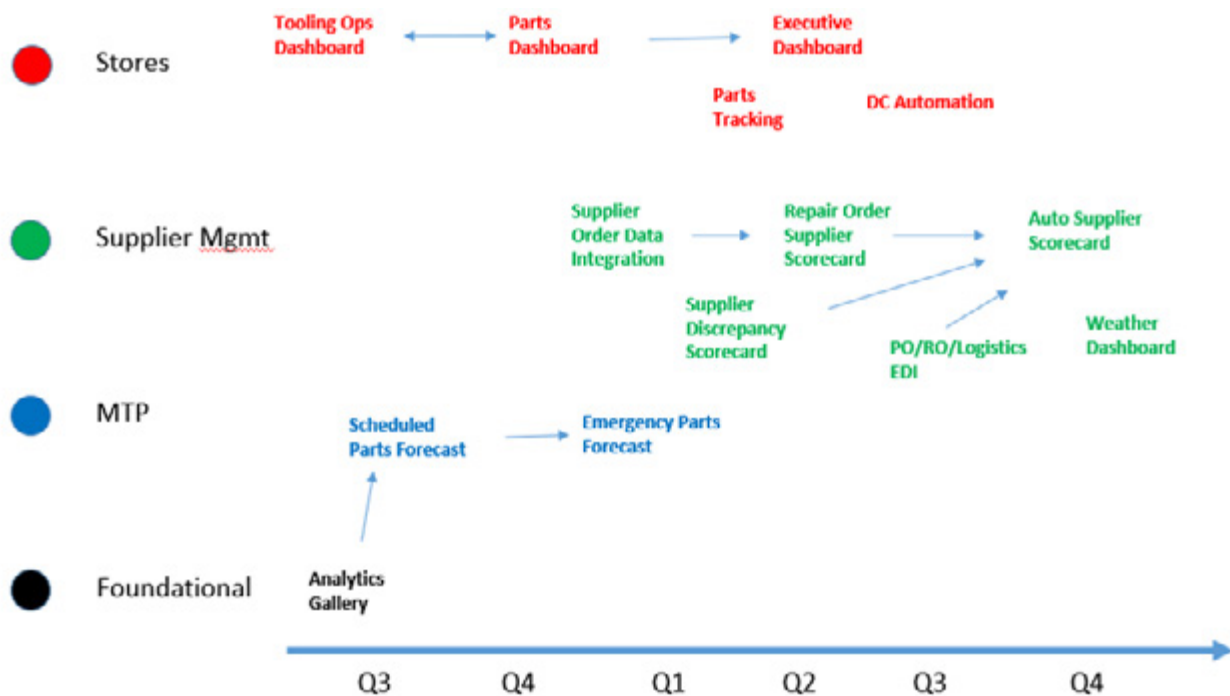 Stores
Tooling Ops
Dashboard
Parts
Dashboard
Executive
Dashboard
Parts
Tracking
DC Automation
Supplier Mgmt
Supplier
Order Data
Integration
Repair Order
Supplier
Scorecard
Auto Supplier
Scorecard
Supplier
Discrepancy
Scorecard
PO/RO/Logistics
EDI
Weather
Dashboard
MTP
Scheduled
Parts Forecast
Emergency Parts
Forecast
Foundational
Analytics
Gallery
Q3 Q4 Q1 Q2 Q3 Q4